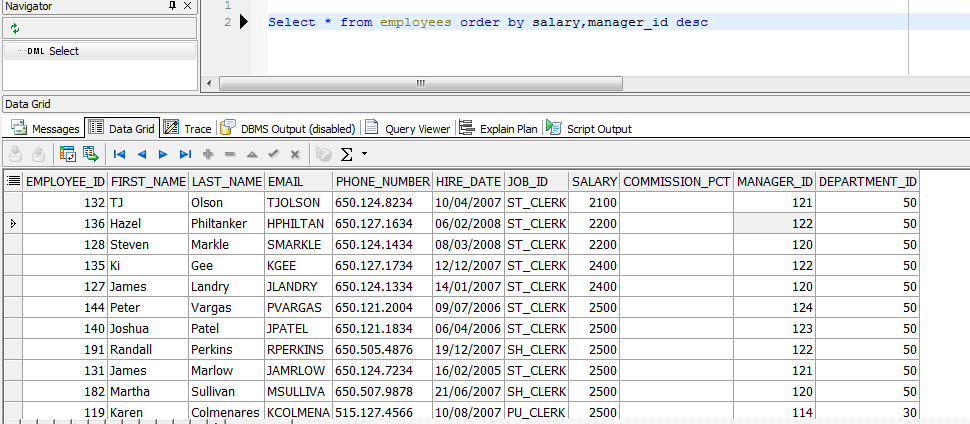 Navigator
DML Select
1
2 Select * from employees order by salary,manager_id desc
Data Grid
Messages Data Grid Trace DBMS Output (disabled) Query Viewer Explain Plan Script Output
EMPLOYEE_ID FIRST_NAME LAST_NAME EMAIL PHONE_NUMBER HIRE_DATE JOB_ID SALARY COMMISSION_PCT MANAGER_ID DEPARTMENT_ID
132 TJ Olson TJOLSON 650.124.8234 10/04/2007 ST_CLERK 2100 121 50
136 Hazel Philtanker HPHILTAN 650.127.1634 06/02/2008 ST_CLERK 2200 122 50
128 Steven Markle SMARKLE 650.124.1434 08/03/2008 ST_CLERK 2200 120 50
135 Ki Gee KGEE 650.127.1734 12/12/2007 ST_CLERK 2400 122 50
127 James Landry JLANDRY 650.124.1334 14/01/2007 ST_CLERK 2400 120 50
144 Peter Vargas PVARGAS 650.121.2004 09/07/2006 ST_CLERK 2500 124 50
140 Joshua Patel JPATEL 650.121.1834 06/04/2006 ST_CLERK 2500 123 50
191 Randall Perkins RPERKINS 650.505.4876 19/12/2007 SH_CLERK 2500 122 50
131 James Marlow JAMRLOW 650.124.7234 16/02/2005 ST_CLERK 2500 121 50
182 Martha Sullivan MSULLIVA 650.507.9878 21/06/2007 SH_CLERK 2500 120 50
119 Karen Colmenares KCOLMENA 515.127.4566 10/08/2007 PU_CLERK 2500 114 30